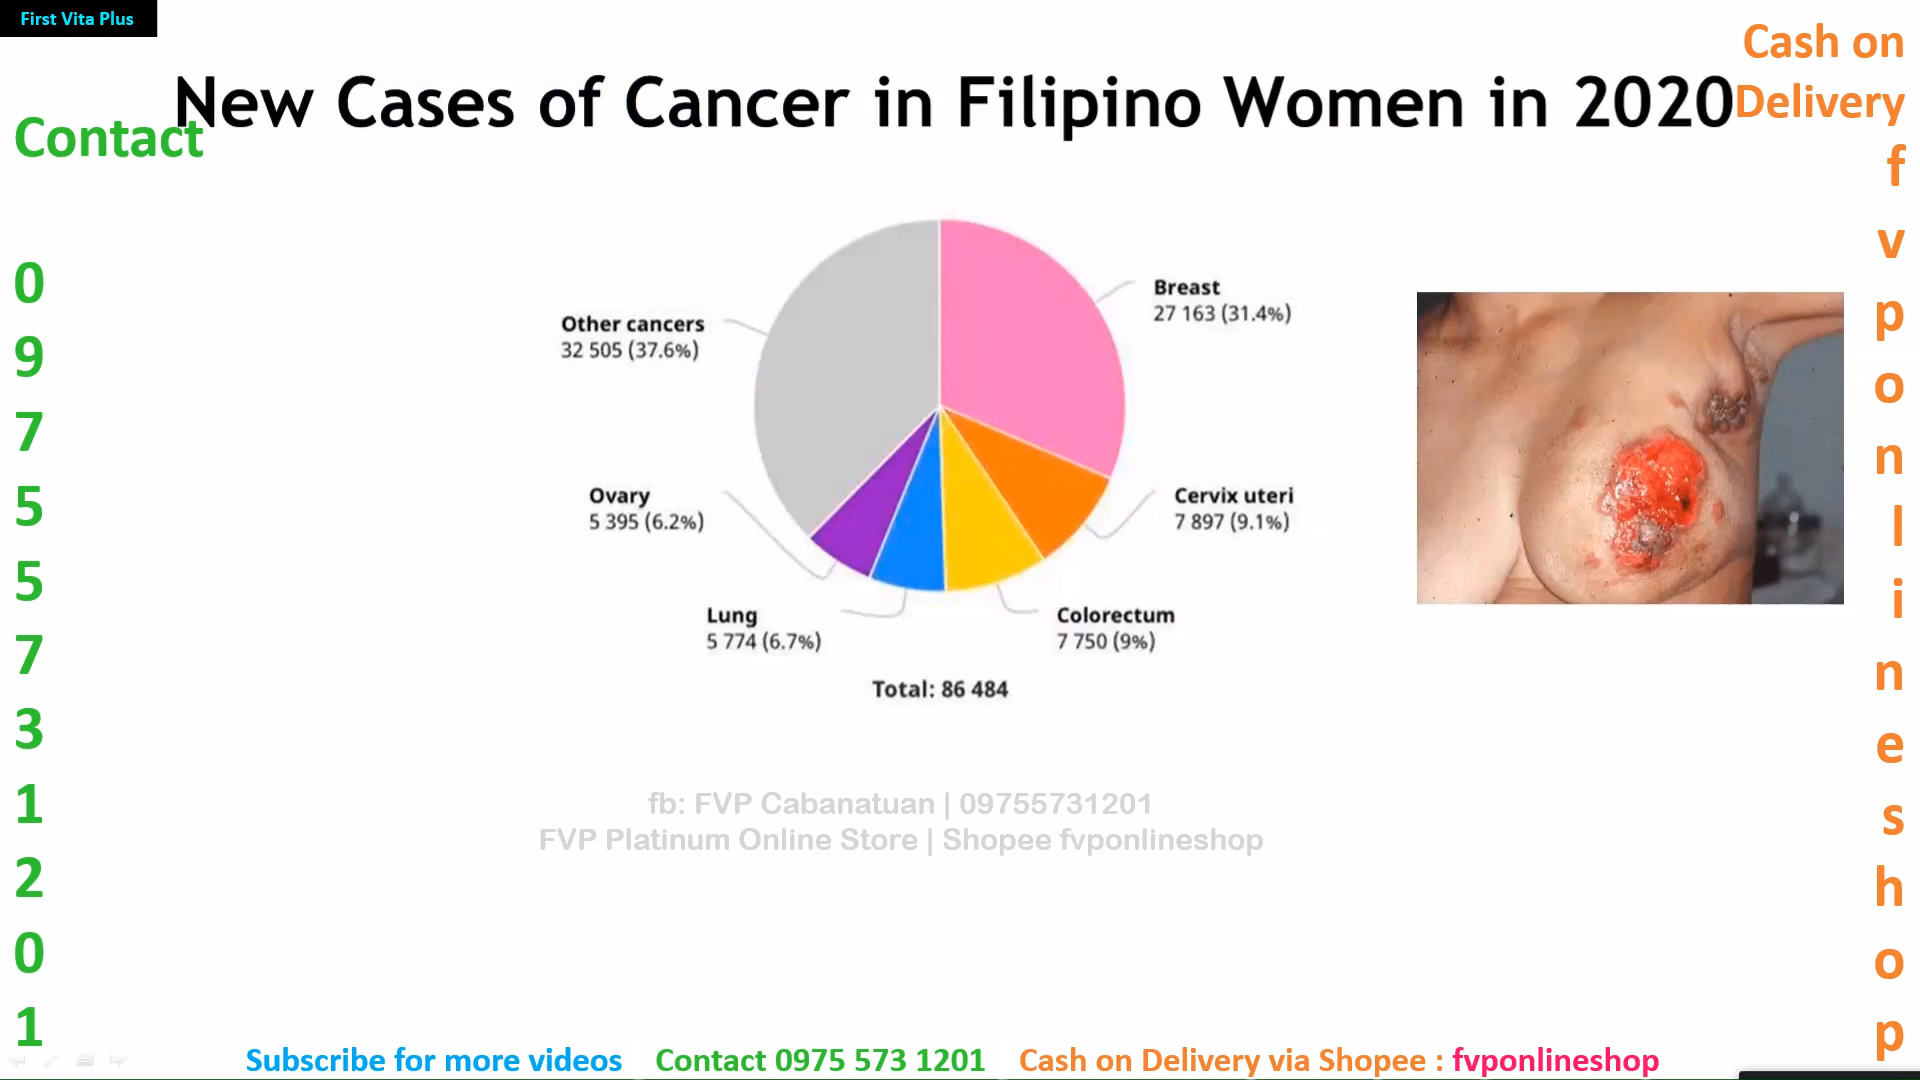 First Vita Plus
New Cases of Cancer in Filipino Women in 2020
Cash on
Delivery
Contact
0
9
7
5
5
7
3
1
2
0
1
f
v
p
o
n
l
i
n
e
s
h
o
p
Breast
27 163 (31.4%)
Other cancers
32 505 (37.6%)
Ovary
5 395 (6.2%)
Cervix uteri
7 897 (9.1%)
Lung
5 774 (6.7%)
Colorectum
7 750 (9%)
Total: 86 484
fb: FVP Cabanatuan | 09755731201
FVP Platinum Online Store | Shopee fvponlineshop
Subscribe for more videos Contact 0975 573 1201 Cash on Delivery via Shopee : fvponlineshop